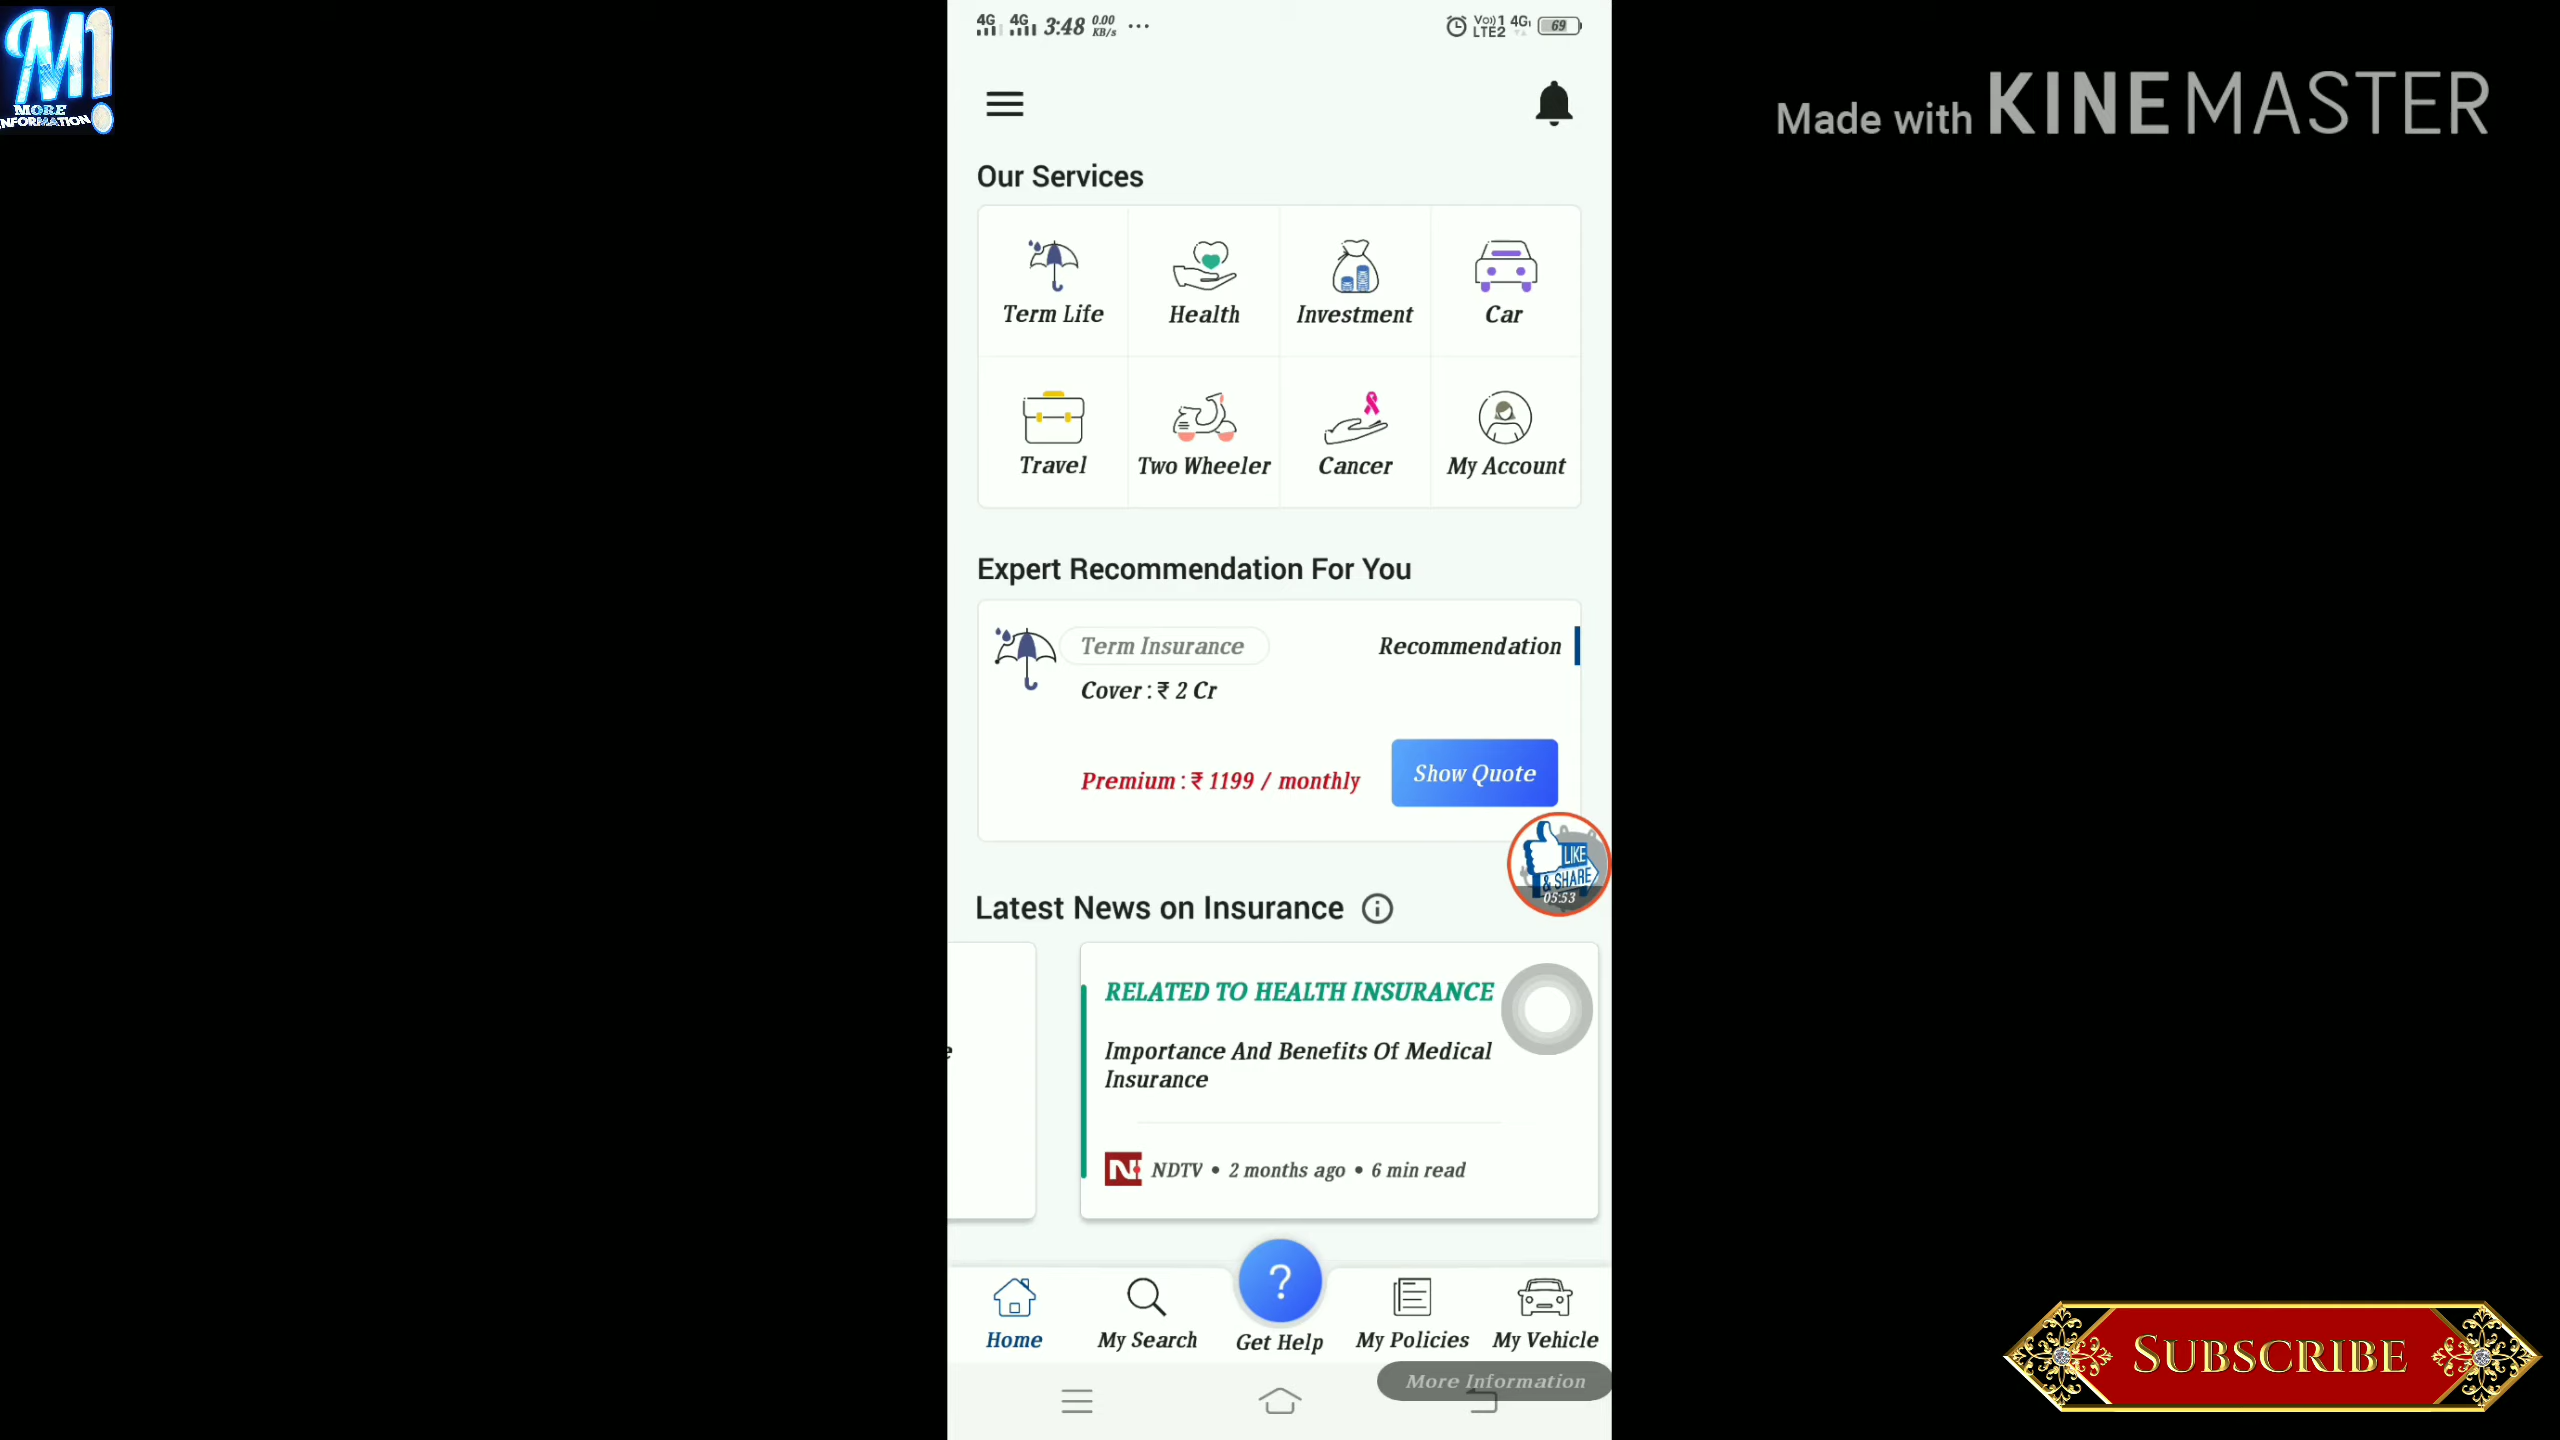 M!
MORE
INFORMATION
4G 4G 3:48 0.00 KB/s ...
Vo) 1 LTE2 4G 69
Made with KINEMASTER
Our Services
Term Life
Health
Investment
Car
Travel
Two Wheeler
Cancer
My Account
Expert Recommendation For You
Term Insurance
Recommendation
Cover : ₹ 2 Cr
Premium : ₹ 1199 / monthly
Show Quote
LIKE
& SHARE
05:53
Latest News on Insurance
RELATED TO HEALTH INSURANCE
Importance And Benefits Of Medical
Insurance
NDTV • 2 months ago • 6 min read
?
Home
My Search
Get Help
My Policies
My Vehicle
More Information
SUBSCRIBE